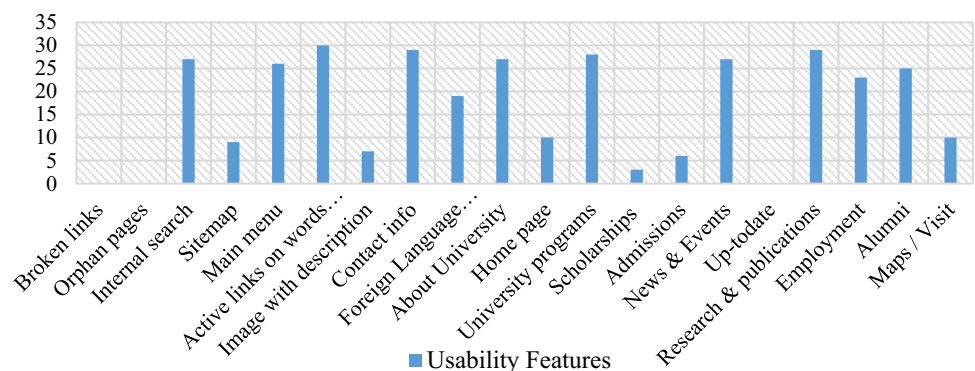 35
30
25
20
15
10
5
0
Broken links
Orphan pages
Internal search
Sitemap
Main menu
Active links on words…
Image with description
Contact info
Foreign Language…
About University
Home page
University programs
Scholarships
Admissions
News & Events
Up-todate
Research & publications
Employment
Alumni
Maps / Visit
Usability Features